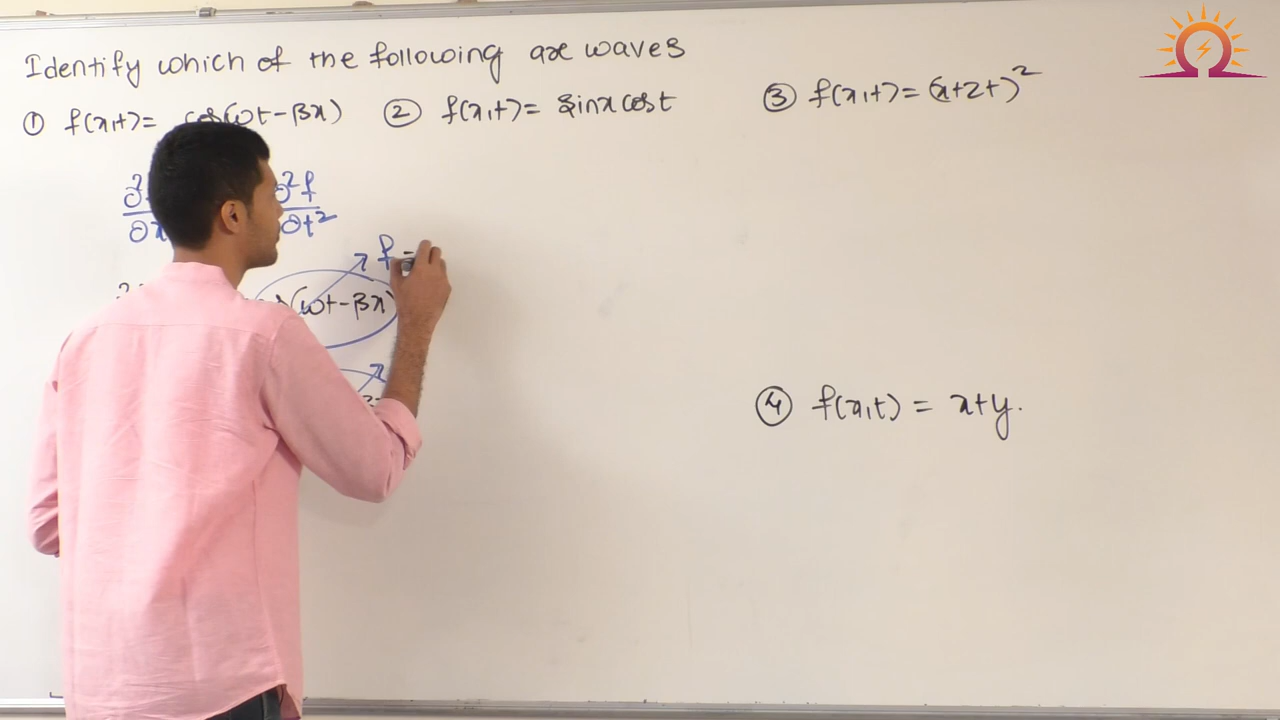 Identify which of the following are waves
① f(x,t) = cos(ωt-βx) ② f(x,t) = sinx cost ③ f(x,t) = (x+2t)²
∂²f
∂t²
f =
(ωt-βx)
④ f(x,t) = x+y.